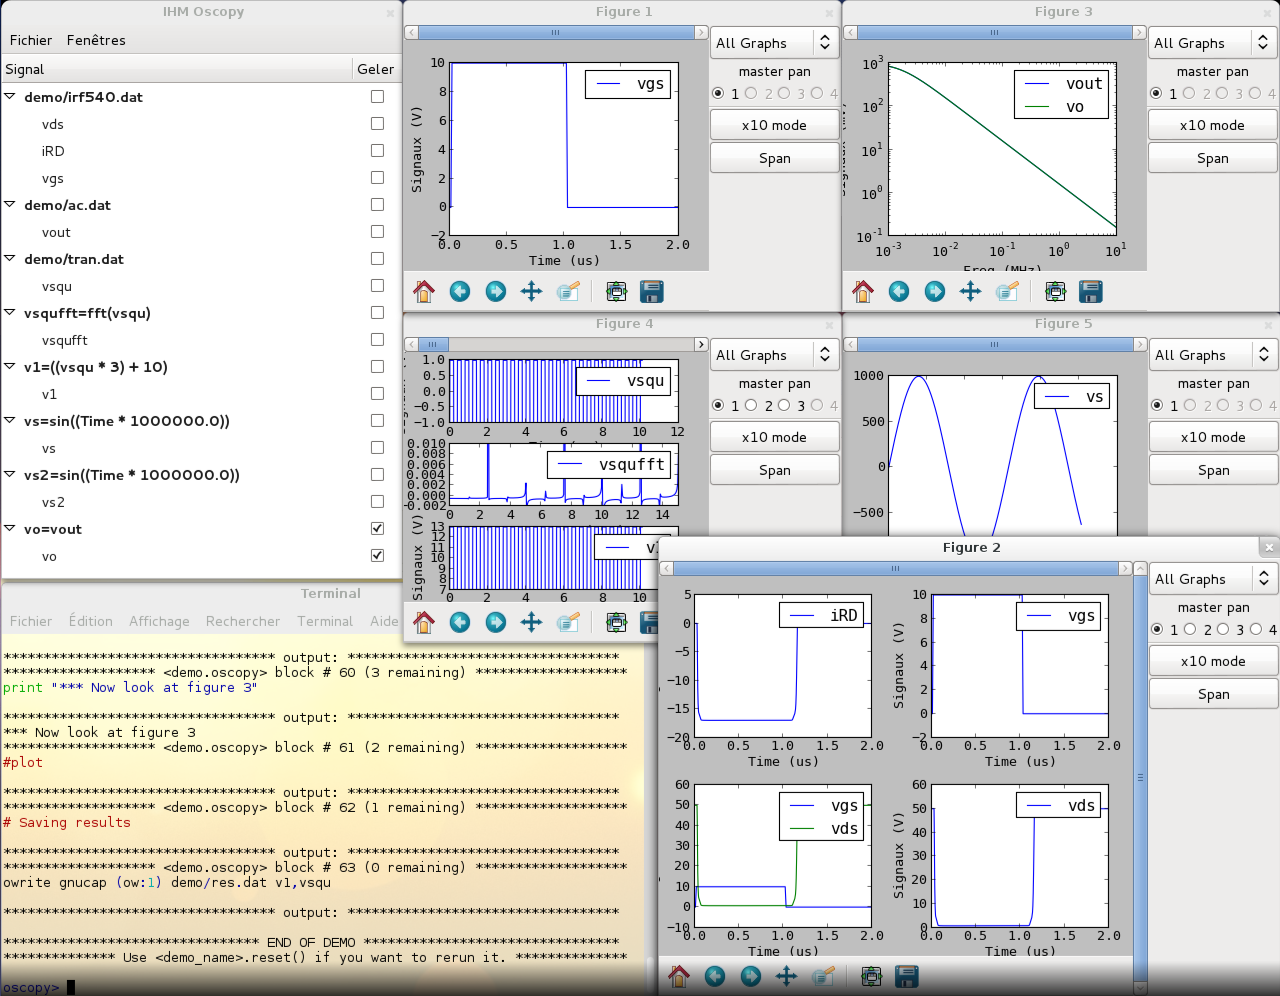 IHM Oscopy
Fichier Fenêtres
Signal Geler
demo/irf540.dat
vds
iRD
vgs
demo/ac.dat
vout
demo/tran.dat
vsqu
vsqufft=fft(vsqu)
vsqufft
v1=((vsqu * 3) + 10)
v1
vs=sin((Time * 1000000.0))
vs
vs2=sin((Time * 1000000.0))
vs2
vo=vout
vo
Figure 1
All Graphs
master pan
1 2 3 4
x10 mode
Span
vgs
Signaux (V)
10
8
6
4
2
0
−2
0.0 0.5 1.0 1.5 2.0
Time (us)
Figure 3
All Graphs
master pan
1 2 3 4
x10 mode
Span
vout
vo
10^3
10^2
10^1
10^0
10^-1
10^-3 10^-2 10^-1 10^0 10^1
Freq (MHz)
Figure 4
All Graphs
master pan
1 2 3 4
x10 mode
Span
vsqu
1.0
0.5
0.0
−0.5
−1.0
0 2 4 6 8 10 12
vsqufft
0.010
0.008
0.006
0.004
0.002
0.000
−0.002
0 2 4 6 8 10 12 14
Signaux (V)
13
12
11
10
9
8
7
0 2 4 6 8 10
Figure 5
All Graphs
master pan
1 2 3 4
x10 mode
Span
vs
1000
500
0
−500
Figure 2
All Graphs
master pan
1 2 3 4
x10 mode
Span
iRD
5
0
−5
−10
−15
−20
0.0 0.5 1.0 1.5 2.0
Time (us)
vgs
Signaux (V)
10
8
6
4
2
0
−2
0.0 0.5 1.0 1.5 2.0
Time (us)
vgs
vds
60
50
40
30
20
10
0
−10
0.0 0.5 1.0 1.5 2.0
Time (us)
vds
Signaux (V)
60
50
40
30
20
10
0
0.0 0.5 1.0 1.5 2.0
Time (us)
Terminal
Fichier Édition Affichage Rechercher Terminal Aide
********************************** output: **********************************
******************* <demo.oscopy> block # 60 (3 remaining) *******************
print "*** Now look at figure 3"
********************************** output: **********************************
*** Now look at figure 3
******************* <demo.oscopy> block # 61 (2 remaining) *******************
#plot
********************************** output: **********************************
******************* <demo.oscopy> block # 62 (1 remaining) *******************
# Saving results
********************************** output: **********************************
******************* <demo.oscopy> block # 63 (0 remaining) *******************
owrite gnucap (ow:1) demo/res.dat v1,vsqu
********************************** output: **********************************
******************************** END OF DEMO ********************************
************** Use <demo_name>.reset() if you want to rerun it. **************
oscopy>